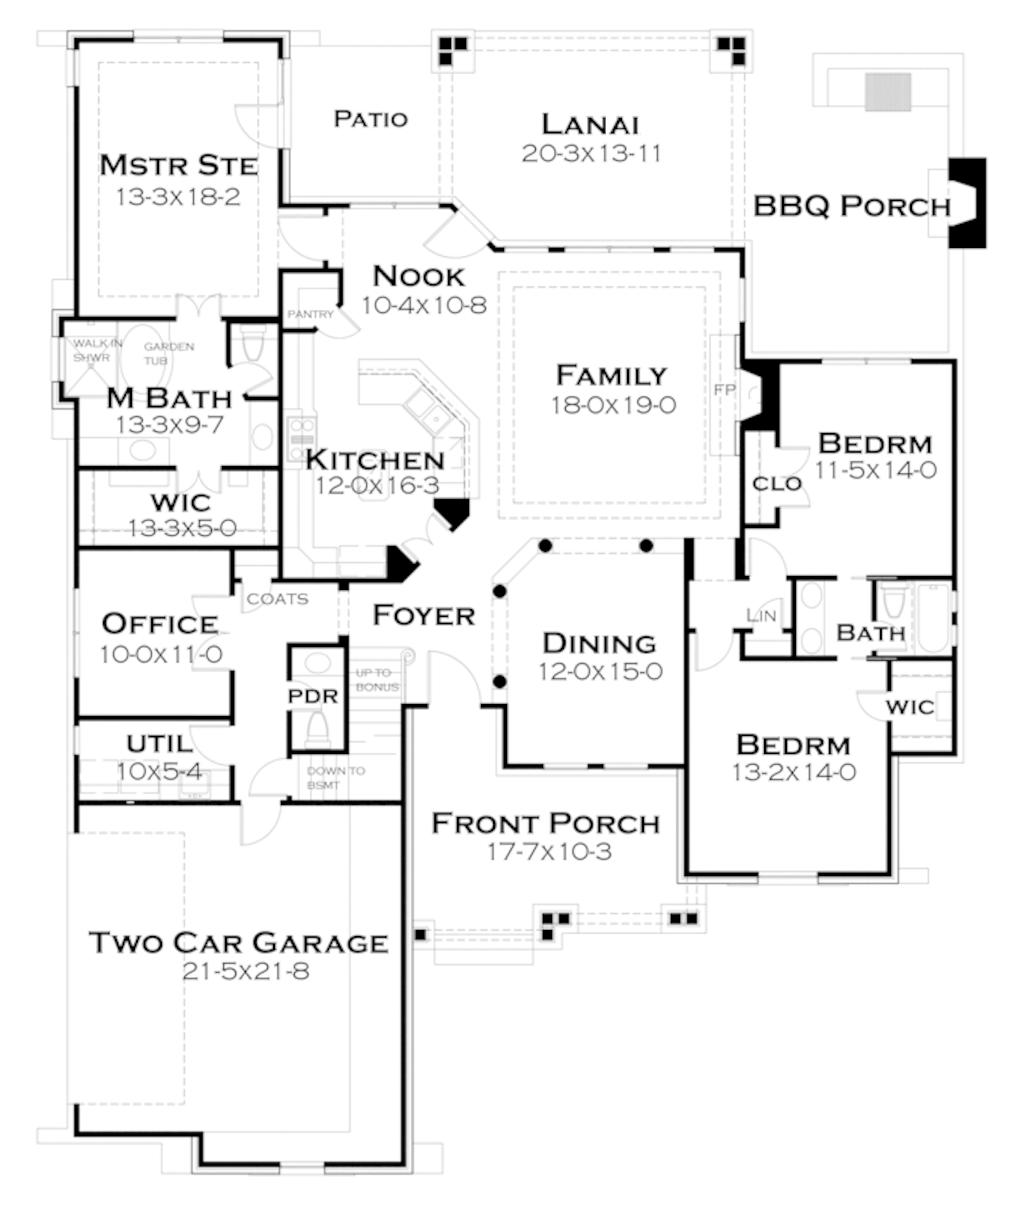 PATIO
LANAI
20-3X13-11
MSTR STE
13-3X18-2
BBQ PORCH
NOOK
10-4X10-8
PANTRY
WALK-IN
SHWR
GARDEN
TUB
M BATH
13-3X9-7
FAMILY
18-0X19-0
FP
BEDRM
11-5X14-0
CLO
KITCHEN
12-0X16-3
WIC
13-3X5-0
COATS
OFFICE
10-0X11-0
FOYER
DINING
12-0X15-0
LIN
BATH
UP TO
BONUS
PDR
WIC
UTIL
10X5-4
DOWN TO
BSMT
BEDRM
13-2X14-0
FRONT PORCH
17-7X10-3
TWO CAR GARAGE
21-5X21-8